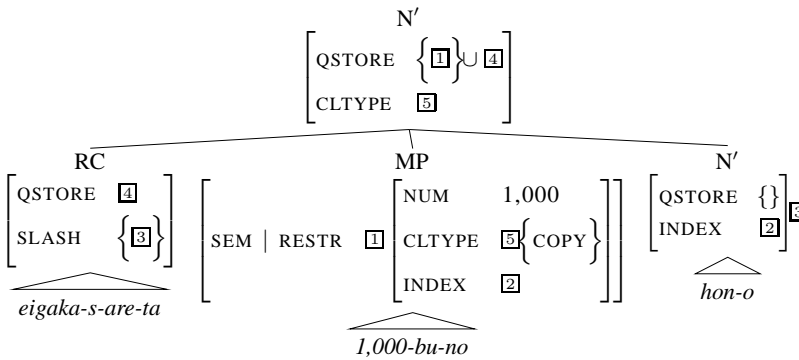 N′
QSTORE { 1 } ∪ 4
CLTYPE 5
RC MP N′
QSTORE 4
SLASH { 3 }
SEM | RESTR 1
NUM 1,000
CLTYPE 5 { COPY }
INDEX 2
QSTORE {}
INDEX 2
3
eigaka-s-are-ta
1,000-bu-no
hon-o